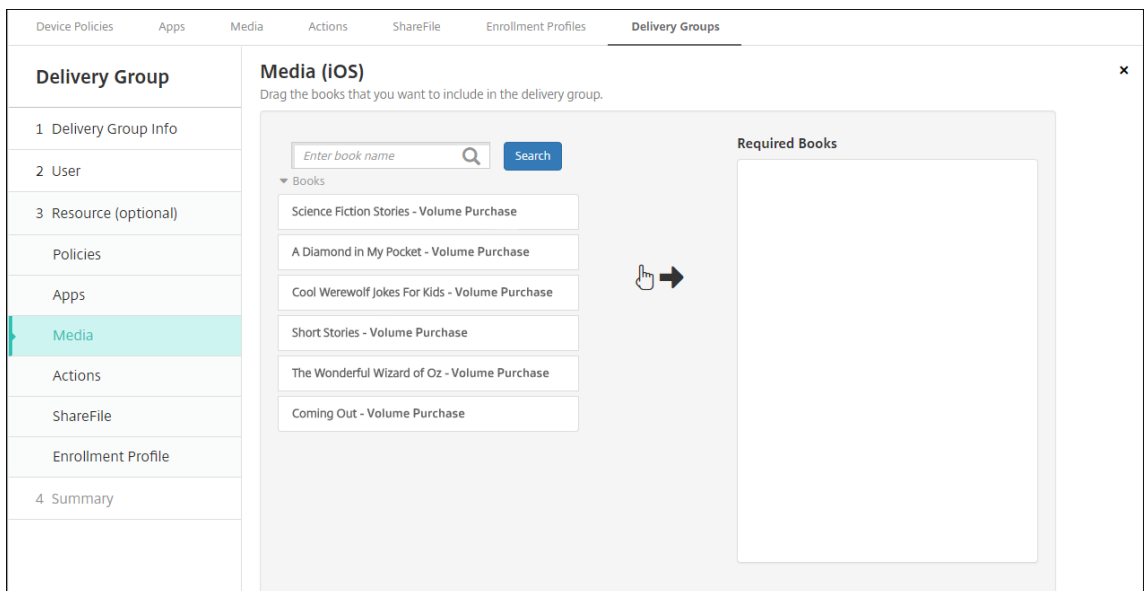 Device Policies Apps Media Actions ShareFile Enrollment Profiles Delivery Groups
Delivery Group
1 Delivery Group Info
2 User
3 Resource (optional)
Policies
Apps
Media
Actions
ShareFile
Enrollment Profile
4 Summary
Media (iOS)
Drag the books that you want to include in the delivery group.
Enter book name
Search
Books
Science Fiction Stories - Volume Purchase
A Diamond in My Pocket - Volume Purchase
Cool Werewolf Jokes For Kids - Volume Purchase
Short Stories - Volume Purchase
The Wonderful Wizard of Oz - Volume Purchase
Coming Out - Volume Purchase
Required Books